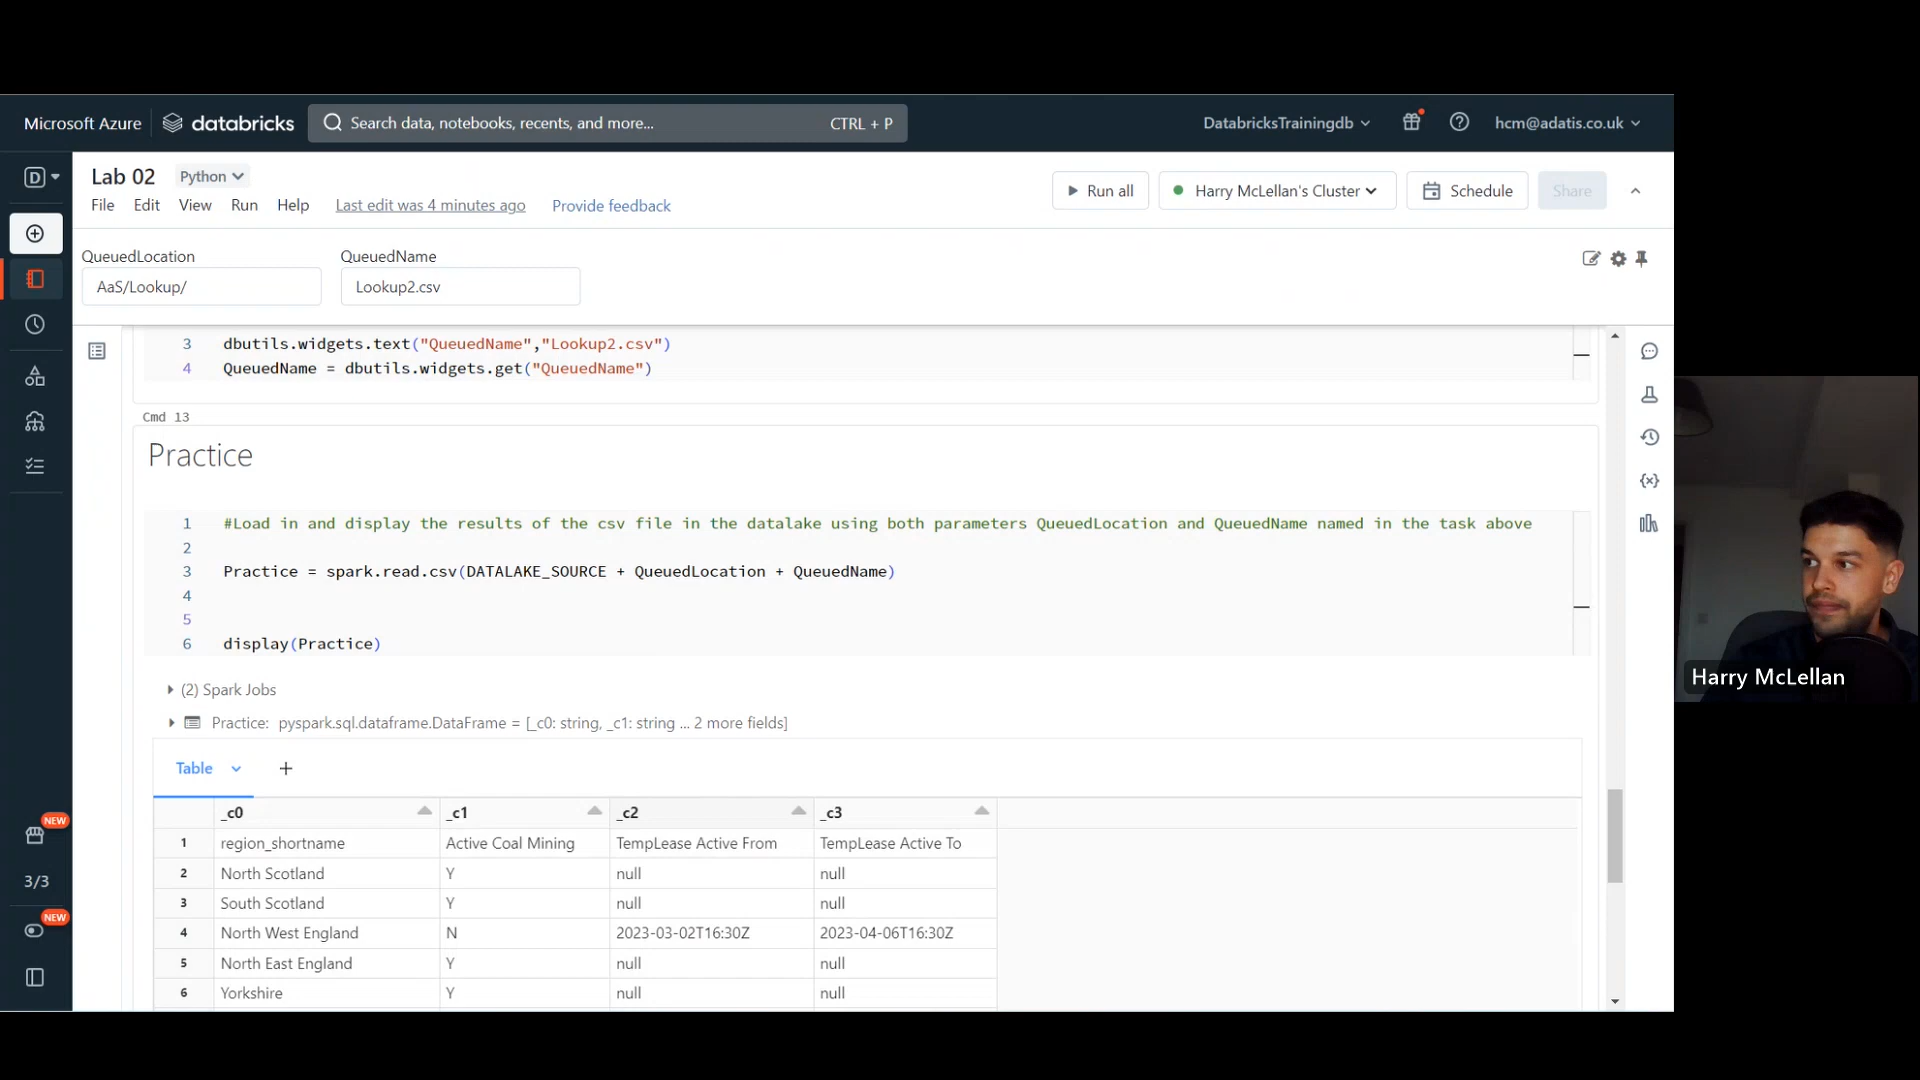 Microsoft Azure databricks Search data, notebooks, recents, and more... CTRL + P DatabricksTrainingdb hcm@adatis.co.uk
D Lab 02 Python
File Edit View Run Help Last edit was 4 minutes ago Provide feedback Run all Harry McLellan's Cluster Schedule Share
QueuedLocation QueuedName
AaS/Lookup/ Lookup2.csv
3 dbutils.widgets.text("QueuedName","Lookup2.csv")
4 QueuedName = dbutils.widgets.get("QueuedName")
Cmd 13
Practice
1 #Load in and display the results of the csv file in the datalake using both parameters QueuedLocation and QueuedName named in the task above
2
3 Practice = spark.read.csv(DATALAKE_SOURCE + QueuedLocation + QueuedName)
4
5
6 display(Practice)
(2) Spark Jobs
Practice: pyspark.sql.dataframe.DataFrame = [_c0: string, _c1: string ... 2 more fields]
Table +
_c0 _c1 _c2 _c3
1 region_shortname Active Coal Mining TempLease Active From TempLease Active To
2 North Scotland Y null null
3 South Scotland Y null null
4 North West England N 2023-03-02T16:30Z 2023-04-06T16:30Z
5 North East England Y null null
6 Yorkshire Y null null
NEW
3/3
NEW
Harry McLellan